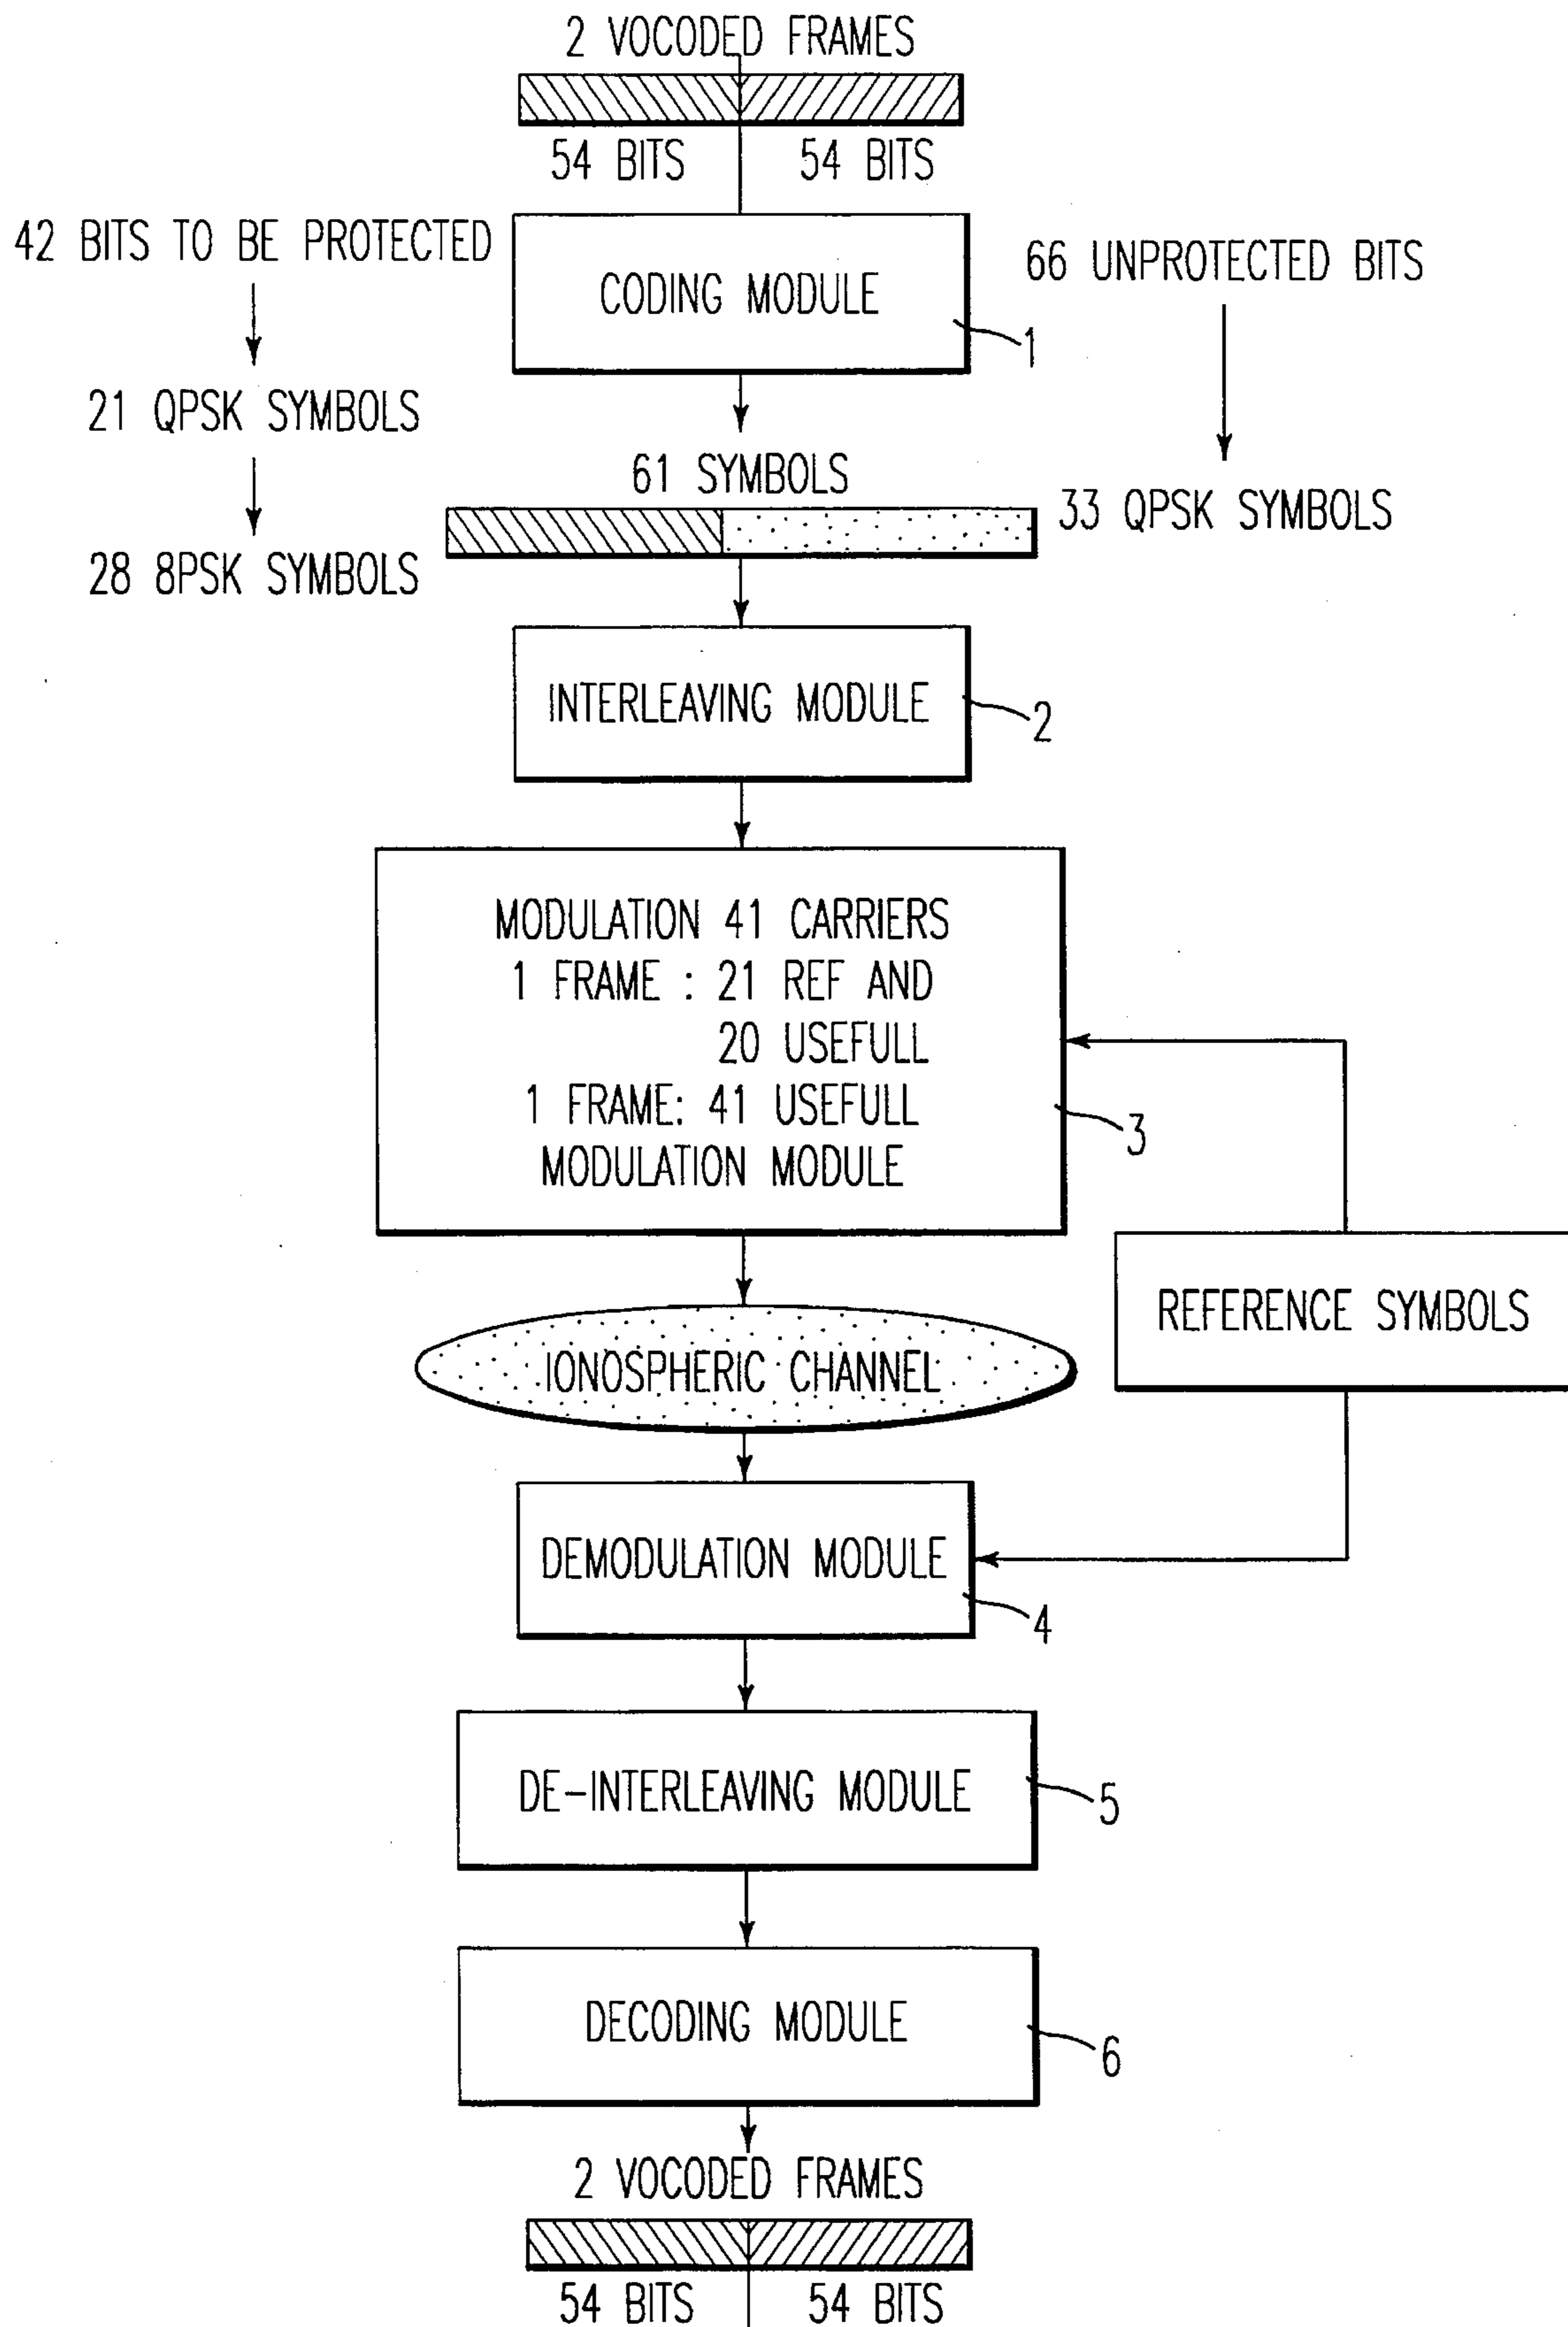 2 VOCODED FRAMES
54 BITS 54 BITS
42 BITS TO BE PROTECTED
CODING MODULE
1
66 UNPROTECTED BITS
21 QPSK SYMBOLS
61 SYMBOLS
33 QPSK SYMBOLS
28 8PSK SYMBOLS
INTERLEAVING MODULE
2
MODULATION 41 CARRIERS
1 FRAME : 21 REF AND
20 USEFULL
1 FRAME: 41 USEFULL
MODULATION MODULE
3
REFERENCE SYMBOLS
IONOSPHERIC CHANNEL
DEMODULATION MODULE
4
DE-INTERLEAVING MODULE
5
DECODING MODULE
6
2 VOCODED FRAMES
54 BITS 54 BITS